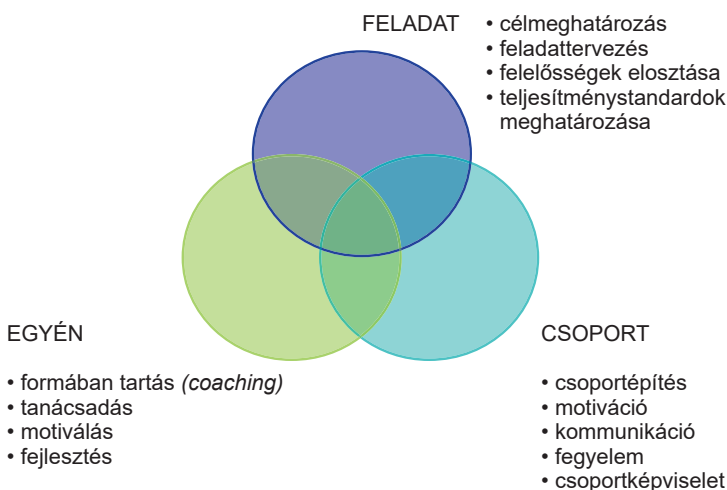 FELADAT
• célmeghatározás
• feladattervezés
• felelősségek elosztása
• teljesítménystandardok
meghatározása
EGYÉN
• formában tartás (coaching)
• tanácsadás
• motiválás
• fejlesztés
CSOPORT
• csoportépítés
• motiváció
• kommunikáció
• fegyelem
• csoportképviselet